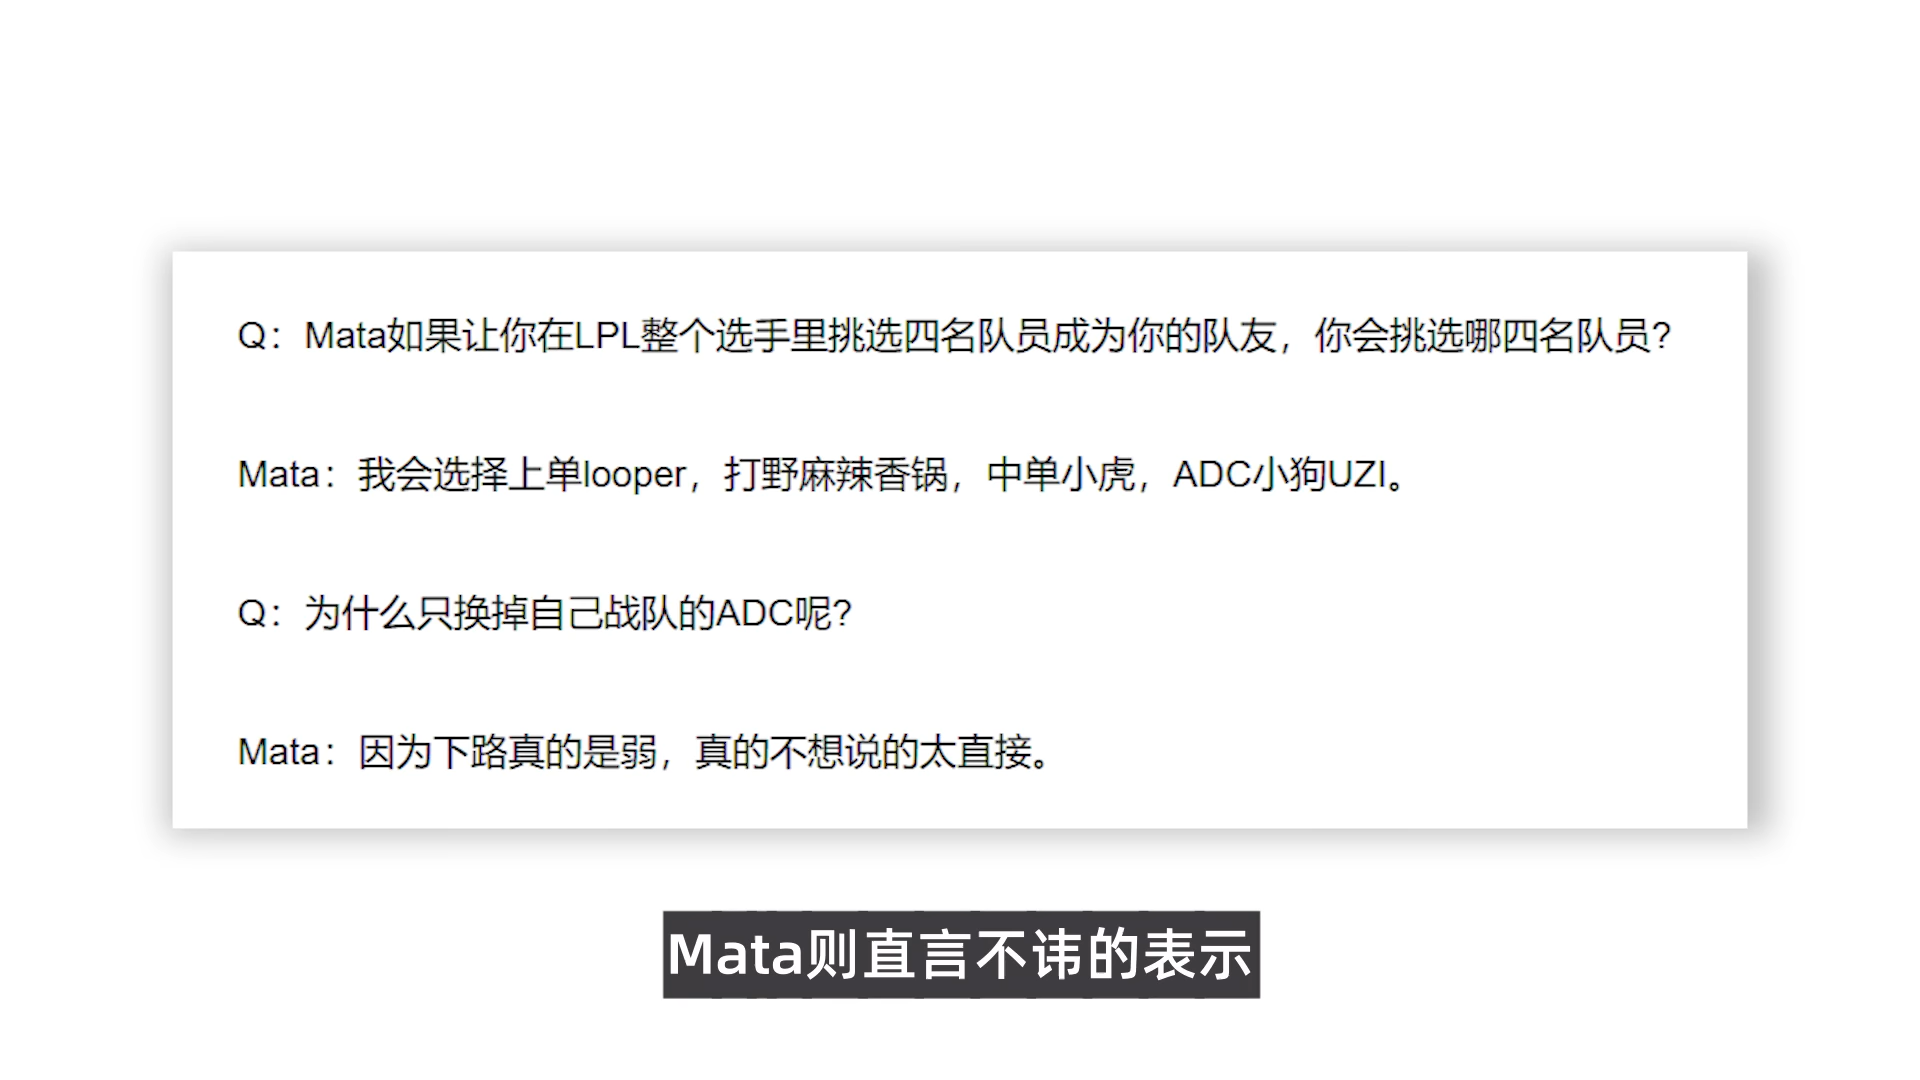 Q：Mata如果让你在LPL整个选手里挑选四名队员成为你的队友，你会挑选哪四名队员？
Mata：我会选择上单looper，打野麻辣香锅，中单小虎，ADC小狗UZI。
Q：为什么只换掉自己战队的ADC呢？
Mata：因为下路真的是弱，真的不想说的太直接。
Mata则直言不讳的表示